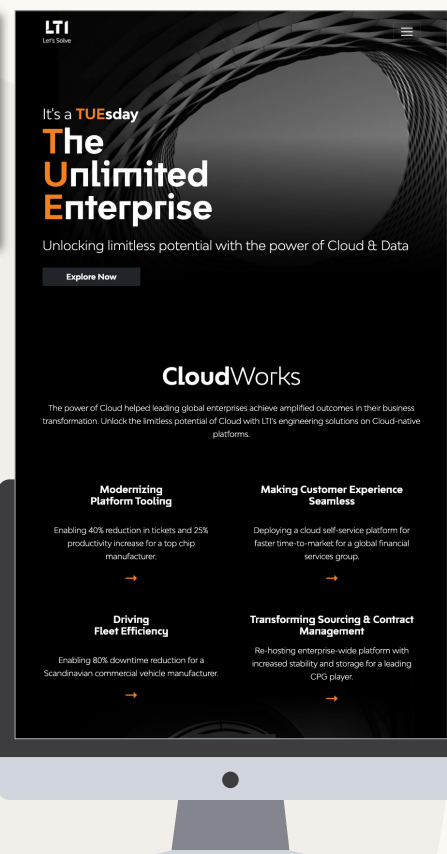 LTI
Let's Solve
It's a TUEsday
The
Unlimited
Enterprise
Unlocking limitless potential with the power of Cloud & Data
Explore Now
CloudWorks
The power of Cloud helped leading global enterprises achieve amplified outcomes in their business
transformation. Unlock the limitless potential of Cloud with LTI's engineering solutions on Cloud-native
platforms.
Modernizing
Platform Tooling
Enabling 40% reduction in tickets and 25%
productivity increase for a top chip
manufacturer.
Making Customer Experience
Seamless
Deploying a cloud self-service platform for
faster time-to-market for a global financial
services group.
Driving
Fleet Efficiency
Enabling 80% downtime reduction for a
Scandinavian commercial vehicle manufacturer.
Transforming Sourcing & Contract
Management
Re-hosting enterprise-wide platform with
increased stability and storage for a leading
CPG player.